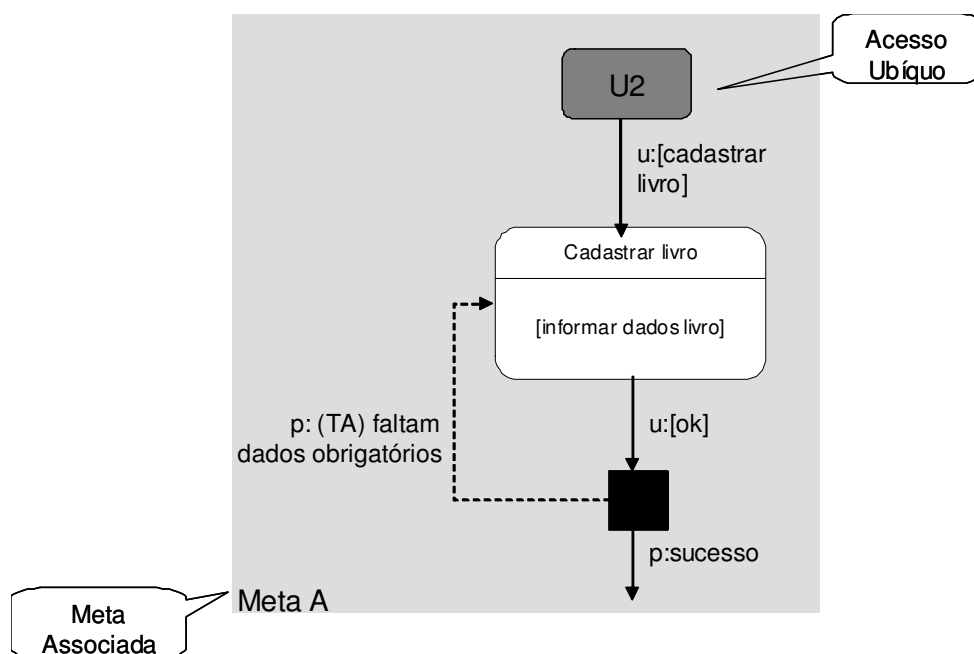 Acesso
Ubíquo
U2
u:[cadastrar
livro]
Cadastrar livro
[informar dados livro]
p: (TA) faltam
dados obrigatórios
u:[ok]
p:sucesso
Meta A
Meta
Associada